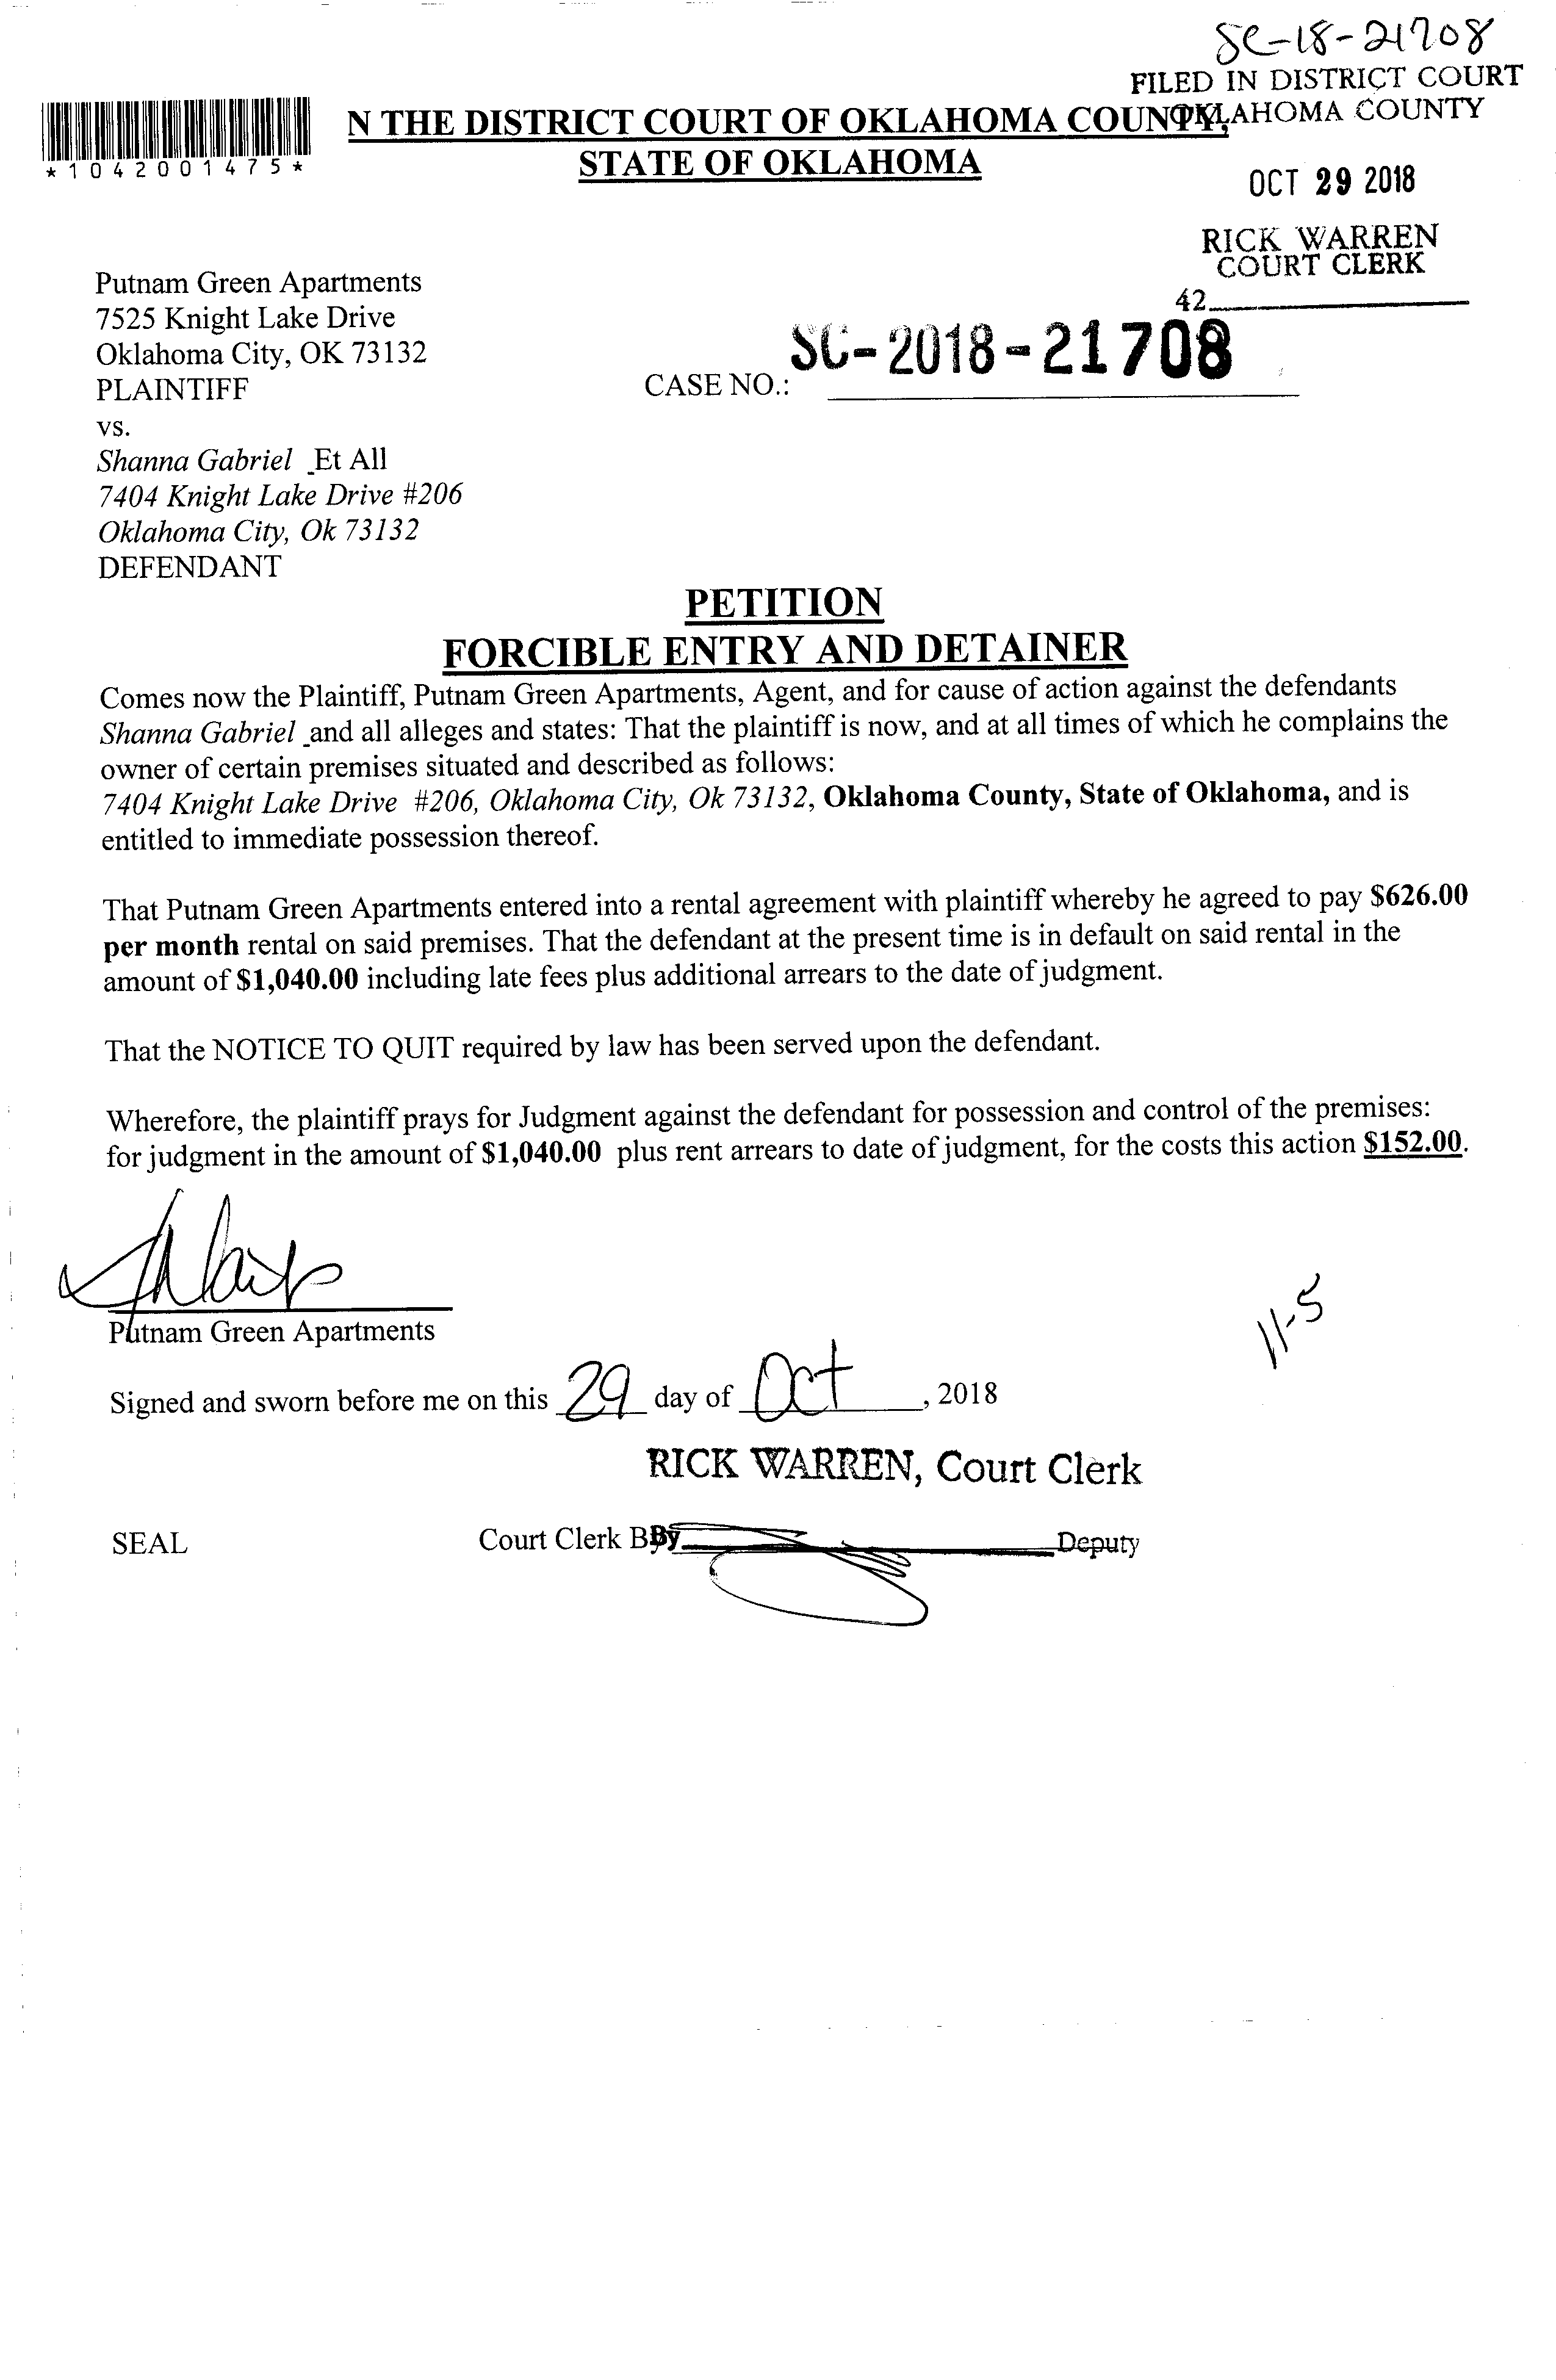 SC-18-21708
FILED IN DISTRICT COURT
OKLAHOMA COUNTY
N THE DISTRICT COURT OF OKLAHOMA COUNTY,
STATE OF OKLAHOMA
*1042001475*
OCT 29 2018
RICK WARREN
COURT CLERK
42
Putnam Green Apartments
7525 Knight Lake Drive
Oklahoma City, OK 73132
PLAINTIFF
SC-2018-21708
CASE NO.:
vs.
Shanna Gabriel _Et All
7404 Knight Lake Drive #206
Oklahoma City, Ok 73132
DEFENDANT
PETITION
FORCIBLE ENTRY AND DETAINER
Comes now the Plaintiff, Putnam Green Apartments, Agent, and for cause of action against the defendants
Shanna Gabriel _and all alleges and states: That the plaintiff is now, and at all times of which he complains the
owner of certain premises situated and described as follows:
7404 Knight Lake Drive #206, Oklahoma City, Ok 73132, Oklahoma County, State of Oklahoma, and is
entitled to immediate possession thereof.
That Putnam Green Apartments entered into a rental agreement with plaintiff whereby he agreed to pay $626.00
per month rental on said premises. That the defendant at the present time is in default on said rental in the
amount of $1,040.00 including late fees plus additional arrears to the date of judgment.
That the NOTICE TO QUIT required by law has been served upon the defendant.
Wherefore, the plaintiff prays for Judgment against the defendant for possession and control of the premises:
for judgment in the amount of $1,040.00 plus rent arrears to date of judgment, for the costs this action $152.00.
Putnam Green Apartments
11-5
Signed and sworn before me on this 29 day of Oct, 2018
RICK WARREN, Court Clerk
SEAL
Court Clerk By By Deputy